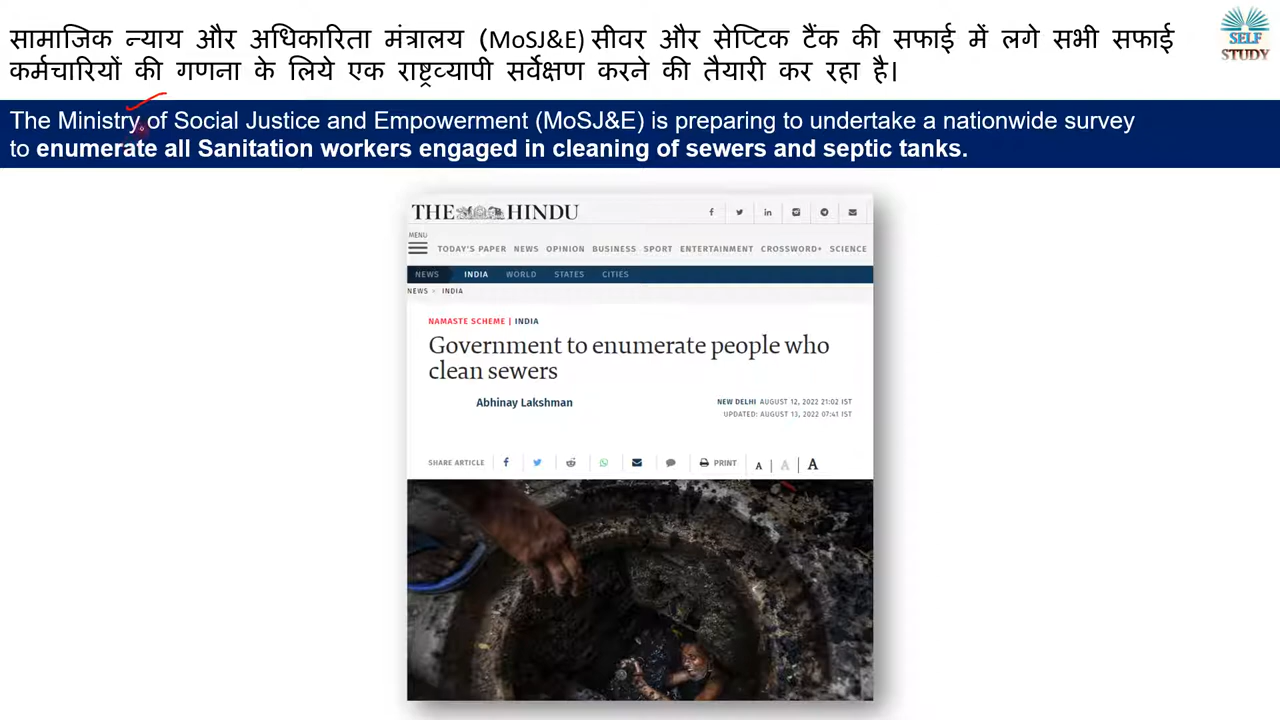 सामाजिक न्याय और अधिकारिता मंत्रालय (MoSJ&E) सीवर और सेप्टिक टैंक की सफाई में लगे सभी सफाई
कर्मचारियों की गणना के लिये एक राष्ट्रव्यापी सर्वेक्षण करने की तैयारी कर रहा है।
SELF
STUDY
The Ministry of Social Justice and Empowerment (MoSJ&E) is preparing to undertake a nationwide survey
to enumerate all Sanitation workers engaged in cleaning of sewers and septic tanks.
THE HINDU
MENU
TODAY'S PAPER NEWS OPINION BUSINESS SPORT ENTERTAINMENT CROSSWORD+ SCIENCE
NEWS INDIA WORLD STATES CITIES
NEWS > INDIA
NAMASTE SCHEME | INDIA
Government to enumerate people who
clean sewers
Abhinay Lakshman
NEW DELHI AUGUST 12, 2022 21:02 IST
UPDATED: AUGUST 13, 2022 07:41 IST
SHARE ARTICLE PRINT A | A | A